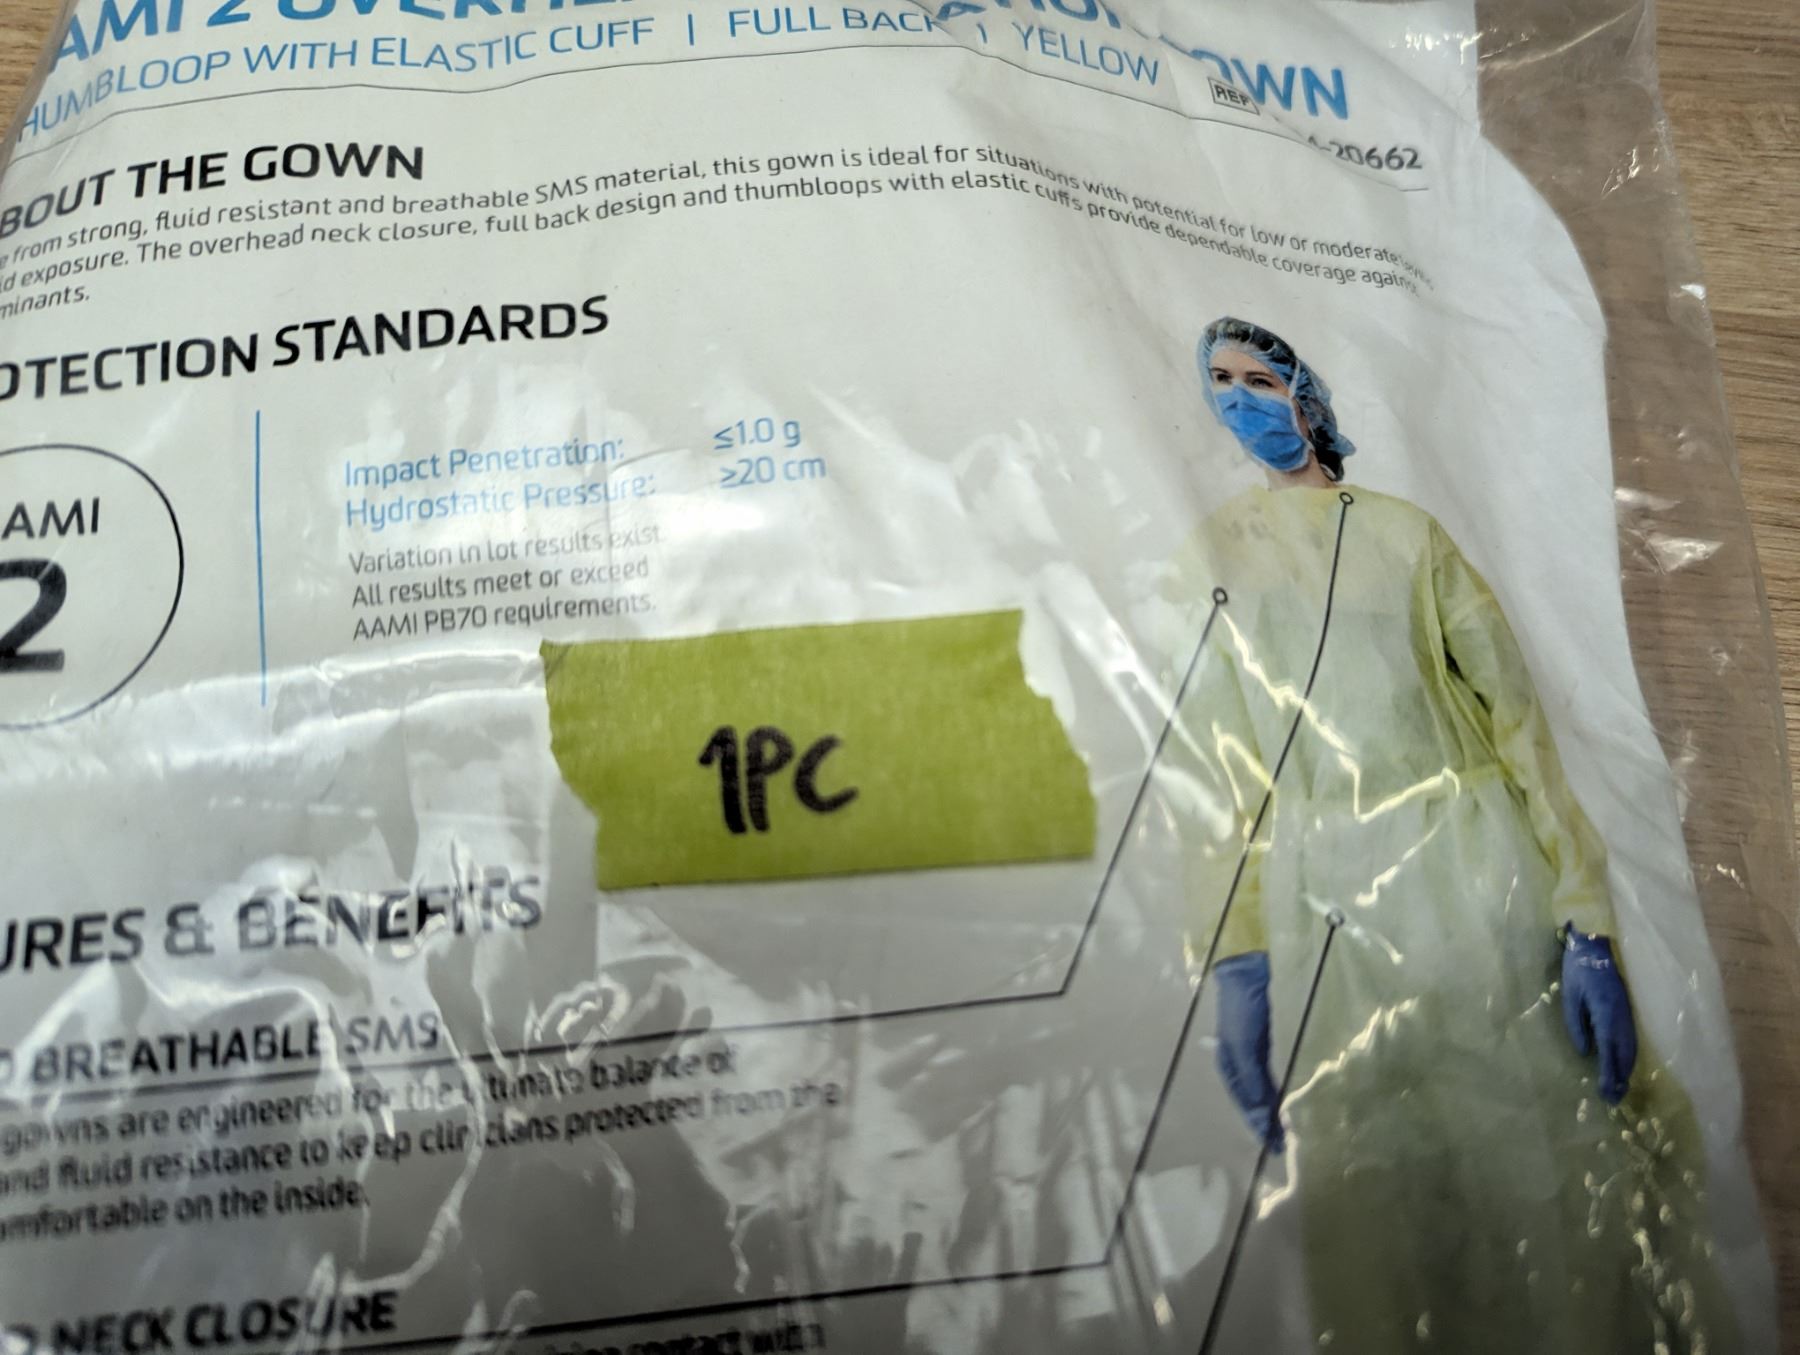 AMI 2
HUMBLOOP WITH ELASTIC CUFF | FULL BACK | YELLOW
OWN
REF
-20662
BOUT THE GOWN
e from strong, fluid resistant and breathable SMS material, this gown is ideal for situations with potential for low or moderate
id exposure. The overhead neck closure, full back design and thumbloops with elastic cuffs provide dependable coverage against
minants.
OTECTION STANDARDS
AMI
2
Impact Penetration: ≤1.0 g
Hydrostatic Pressure: ≥20 cm
Variation in lot results exist.
All results meet or exceed
AAMI PB70 requirements.
1PC
URES & BENEFITS
D BREATHABLE SMS
gowns are engineered for the ultimate balance of
and fluid resistance to keep clinicians protected from the
omfortable on the inside.
D NECK CLOSURE
contact with